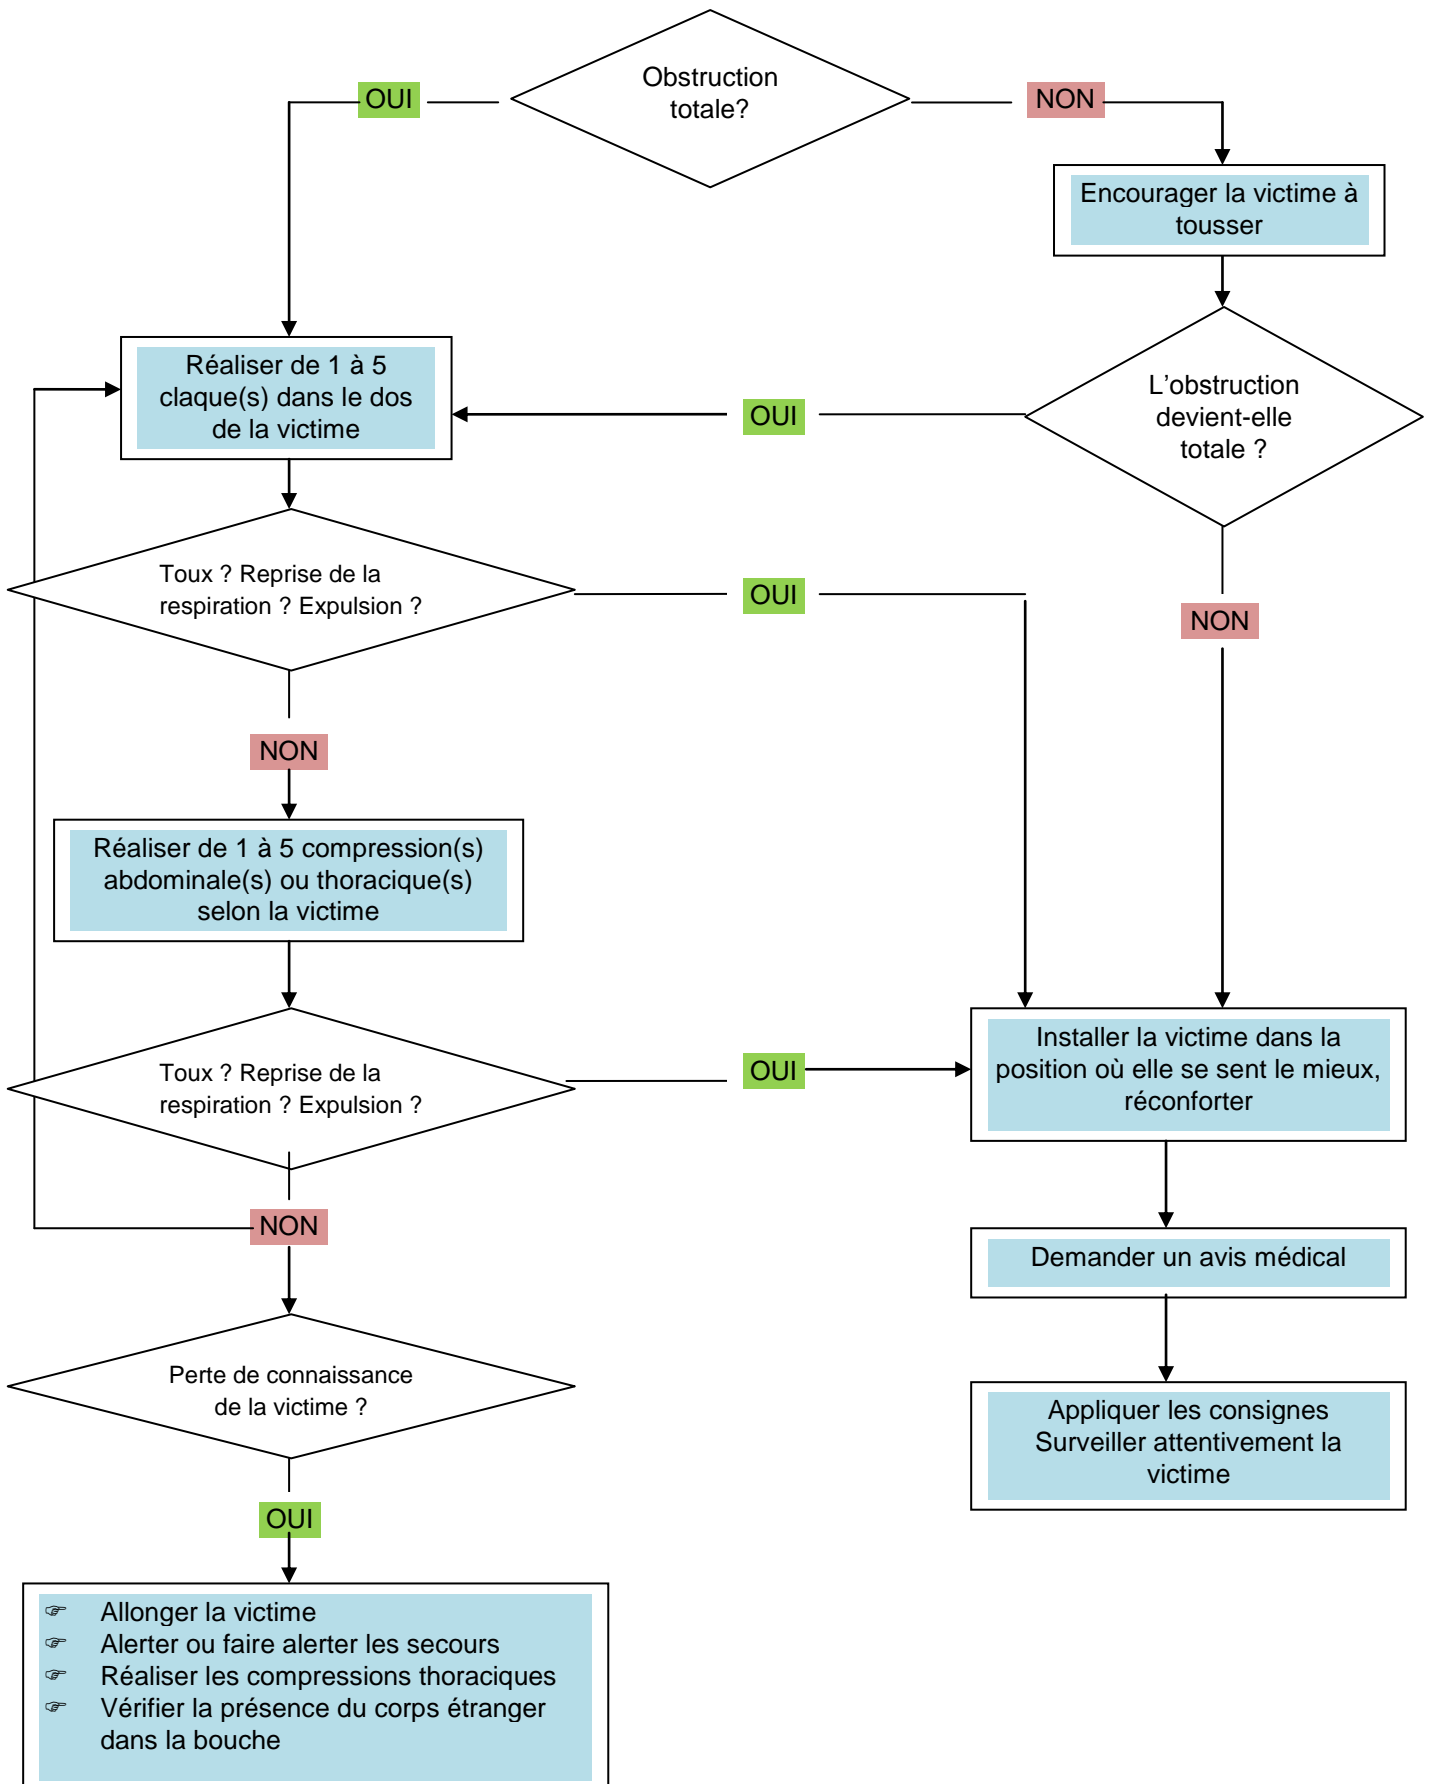 Obstruction
totale?
OUI
NON
Encourager la victime à
tousser
Réaliser de 1 à 5
claque(s) dans le dos
de la victime
L’obstruction
devient-elle
totale ?
OUI
Toux ? Reprise de la
respiration ? Expulsion ?
OUI
NON
NON
Réaliser de 1 à 5 compression(s)
abdominale(s) ou thoracique(s)
selon la victime
Toux ? Reprise de la
respiration ? Expulsion ?
OUI
Installer la victime dans la
position où elle se sent le mieux,
réconforter
NON
Demander un avis médical
Perte de connaissance
de la victime ?
Appliquer les consignes
Surveiller attentivement la
victime
OUI
☞ Allonger la victime
☞ Alerter ou faire alerter les secours
☞ Réaliser les compressions thoraciques
☞ Vérifier la présence du corps étranger
dans la bouche